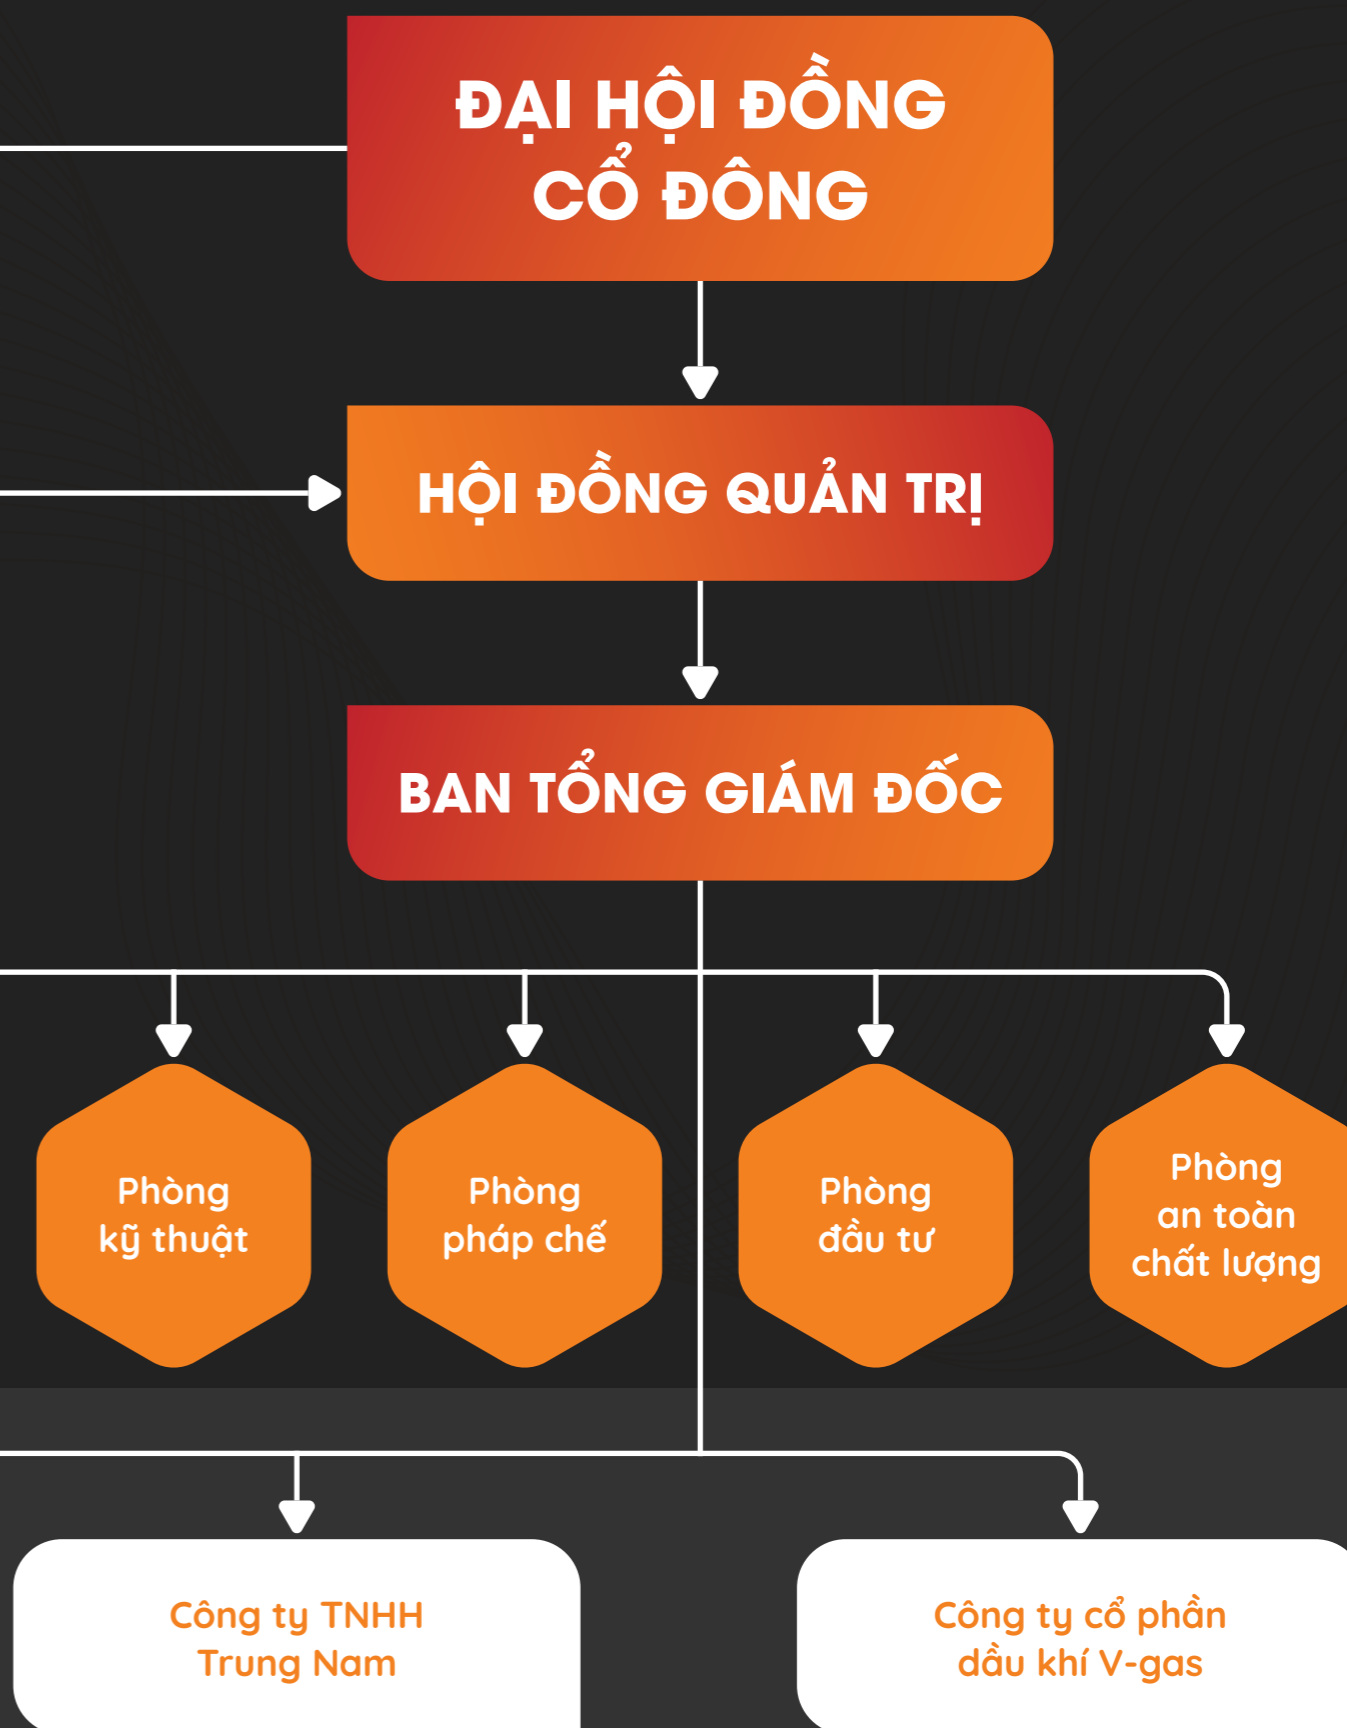 ĐẠI HỘI ĐỒNG
CỔ ĐÔNG
HỘI ĐỒNG QUẢN TRỊ
BAN TỔNG GIÁM ĐỐC
Phòng
kỹ thuật
Phòng
pháp chế
Phòng
đầu tư
Phòng
an toàn
chất lượng
Công ty TNHH
Trung Nam
Công ty cổ phần
dầu khí V-gas